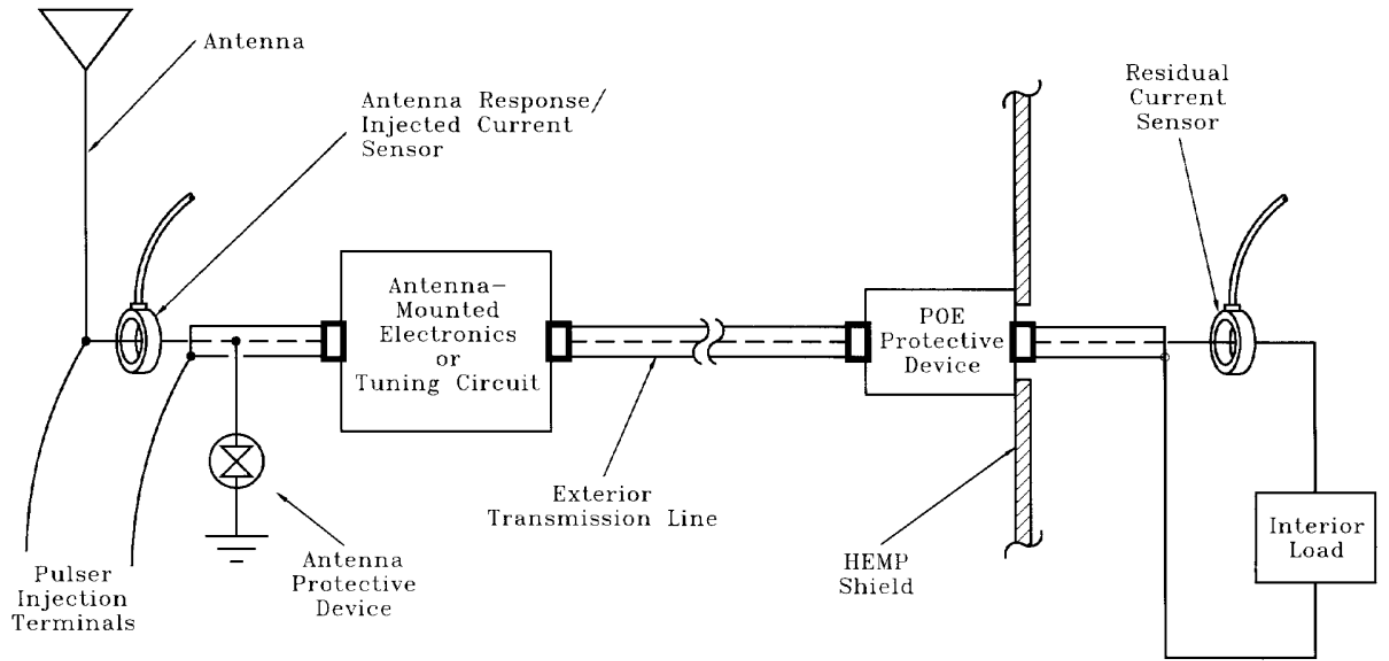 Antenna
Antenna Response/
Injected Current
Sensor
Residual
Current
Sensor
Antenna-
Mounted
Electronics
or
Tuning Circuit
POE
Protective
Device
Exterior
Transmission Line
HEMP
Shield
Interior
Load
Pulser
Injection
Terminals
Antenna
Protective
Device